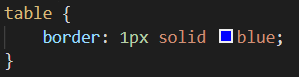 table {
    border: 1px solid blue;
}